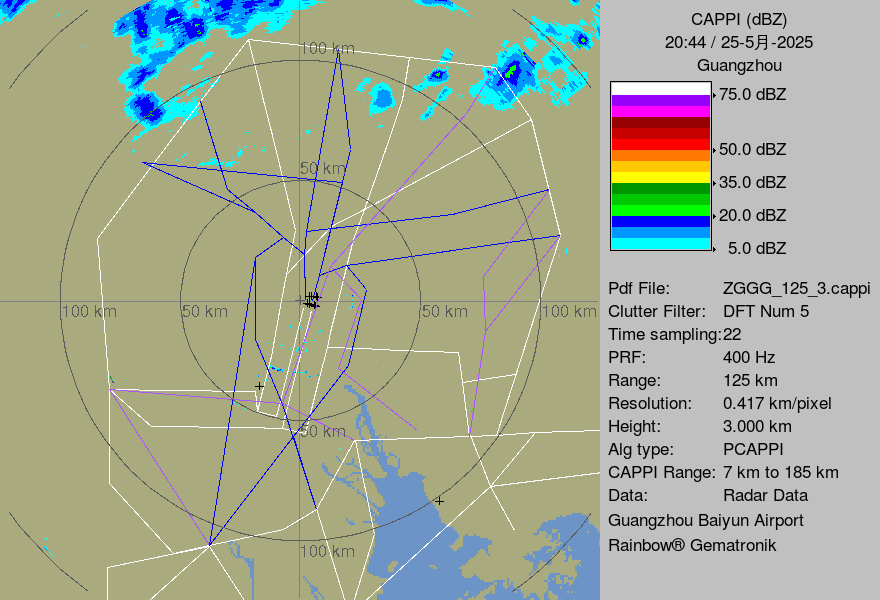 100 km
50 km
100 km
50 km
50 km
100 km
50 km
100 km
CAPPI (dBZ)
20:44 / 25-5月-2025
Guangzhou
75.0 dBZ
50.0 dBZ
35.0 dBZ
20.0 dBZ
5.0 dBZ
Pdf File: ZGGG_125_3.cappi
Clutter Filter: DFT Num 5
Time sampling:22
PRF: 400 Hz
Range: 125 km
Resolution: 0.417 km/pixel
Height: 3.000 km
Alg type: PCAPPI
CAPPI Range: 7 km to 185 km
Data: Radar Data
Guangzhou Baiyun Airport
Rainbow® Gematronik